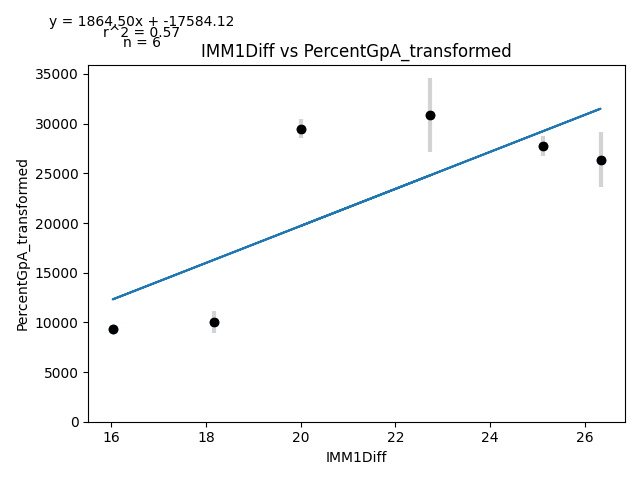 y = 1864.50x + -17584.12
r^2 = 0.57
n = 6
IMM1Diff vs PercentGpA_transformed
PercentGpA_transformed
35000
30000
25000
20000
15000
10000
5000
0
16 18 20 22 24 26
IMM1Diff